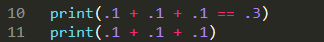 10 print(.1 + .1 + .1 == .3)
11 print(.1 + .1 + .1)